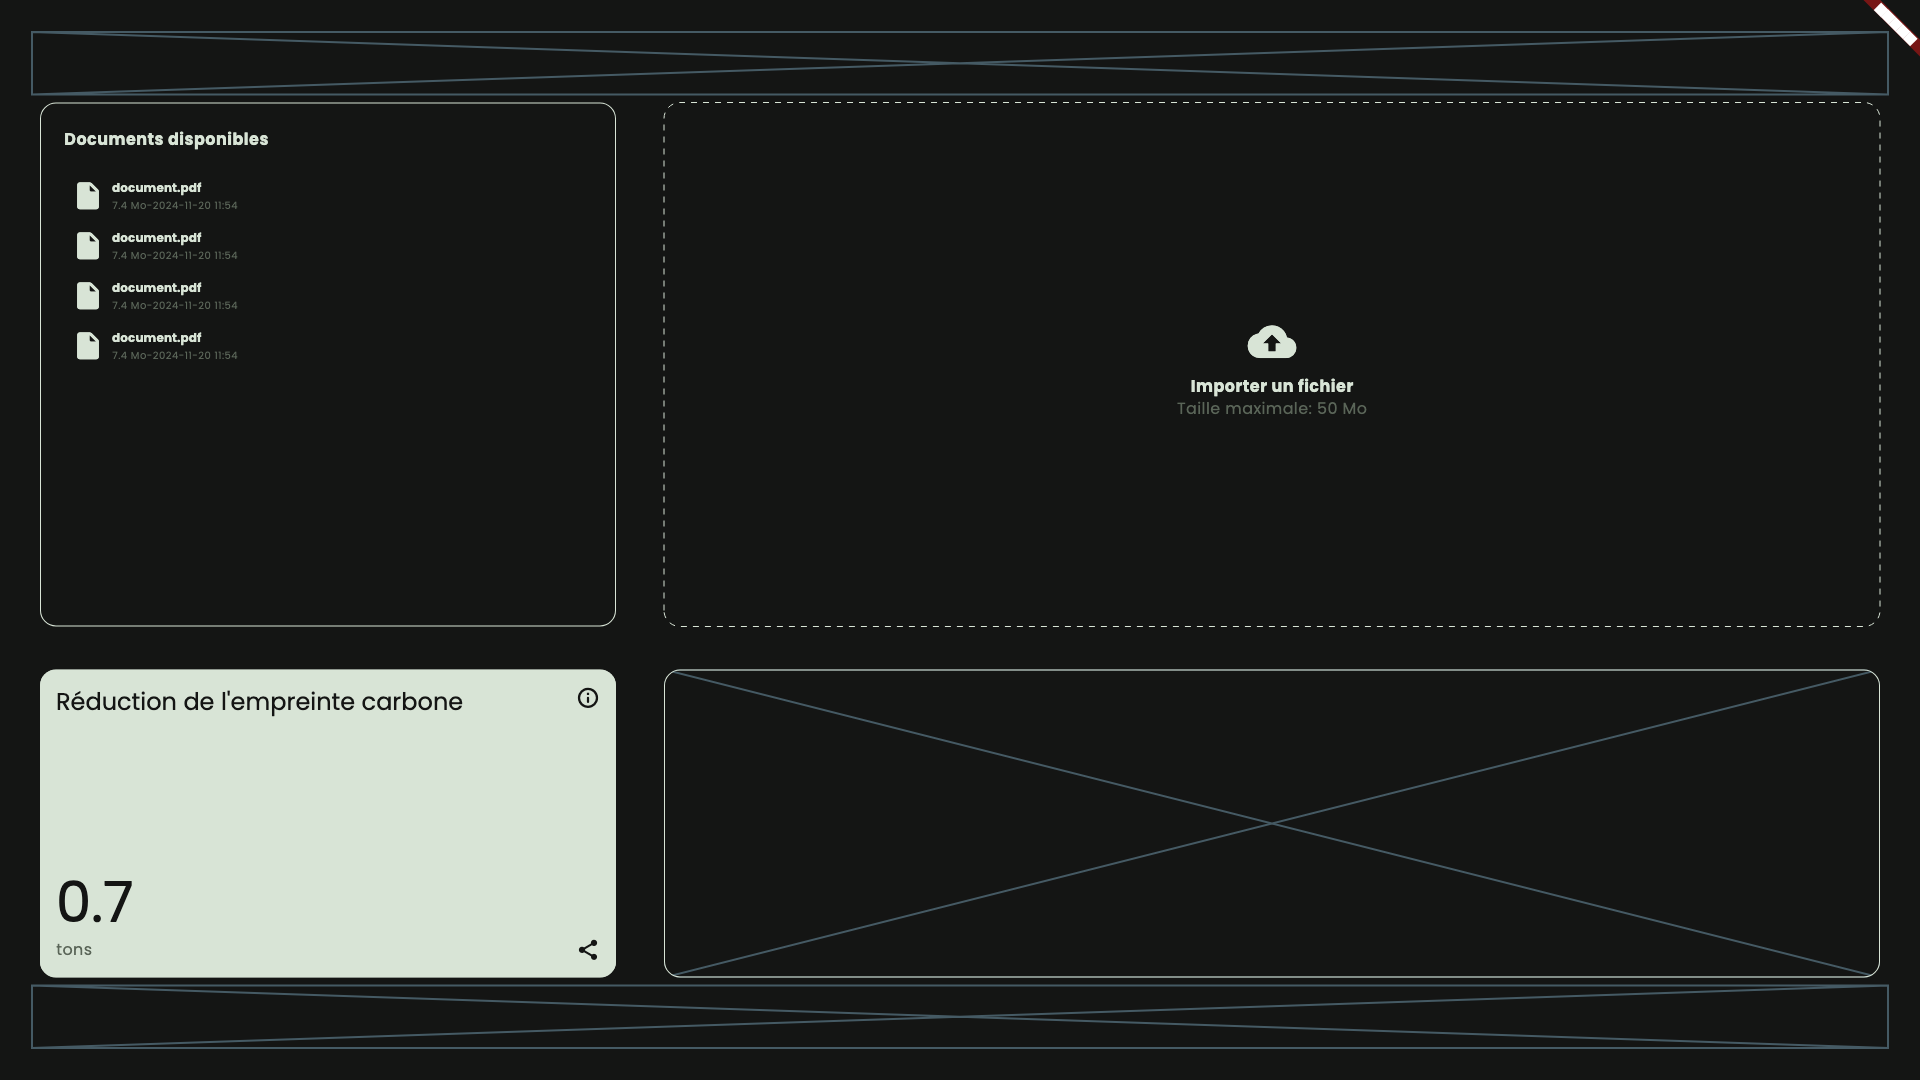 Documents disponibles
document.pdf
7.4 Mo-2024-11-20 11:54
document.pdf
7.4 Mo-2024-11-20 11:54
document.pdf
7.4 Mo-2024-11-20 11:54
document.pdf
7.4 Mo-2024-11-20 11:54
Importer un fichier
Taille maximale: 50 Mo
Réduction de l'empreinte carbone
0.7
tons